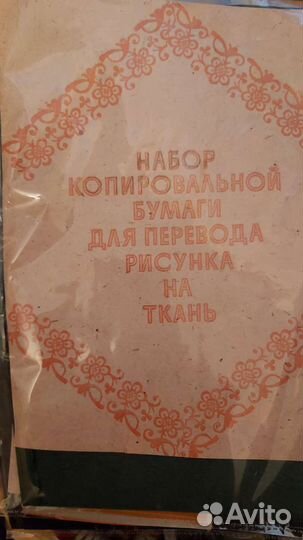 НАБОР
КОПИРОВАЛЬНОЙ
БУМАГИ
ДЛЯ ПЕРЕВОДА
РИСУНКА
НА
ТКАНЬ
Avito